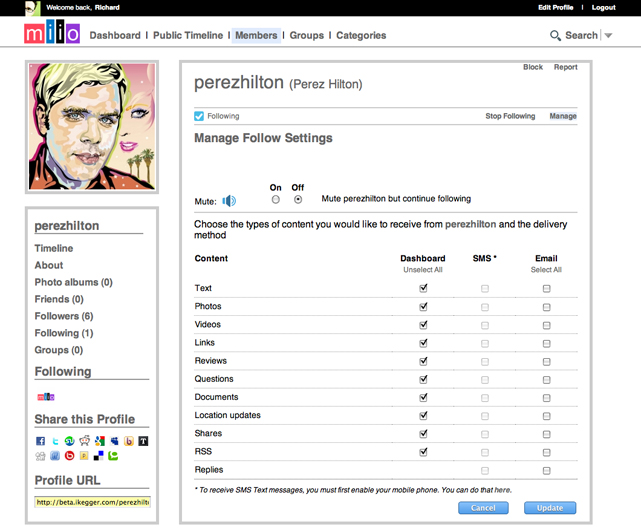 Welcome back, Richard
Edit Profile | Logout
miio
Dashboard | Public Timeline | Members | Groups | Categories
Search
Block Report
perezhilton (Perez Hilton)
Following
Stop Following Manage
Manage Follow Settings
On Off
Mute: Mute perezhilton but continue following
Choose the types of content you would like to receive from perezhilton and the delivery
method
Content Dashboard SMS * Email
Unselect All Select All
Text
Photos
Videos
Links
Reviews
Questions
Documents
Location updates
Shares
RSS
Replies
* To receive SMS Text messages, you must first enable your mobile phone. You can do that here.
Cancel Update
perezhilton
Timeline
About
Photo albums (0)
Friends (0)
Followers (6)
Following (1)
Groups (0)
Following
miio
Share this Profile
Profile URL
http://beta.ikegger.com/perezhilt